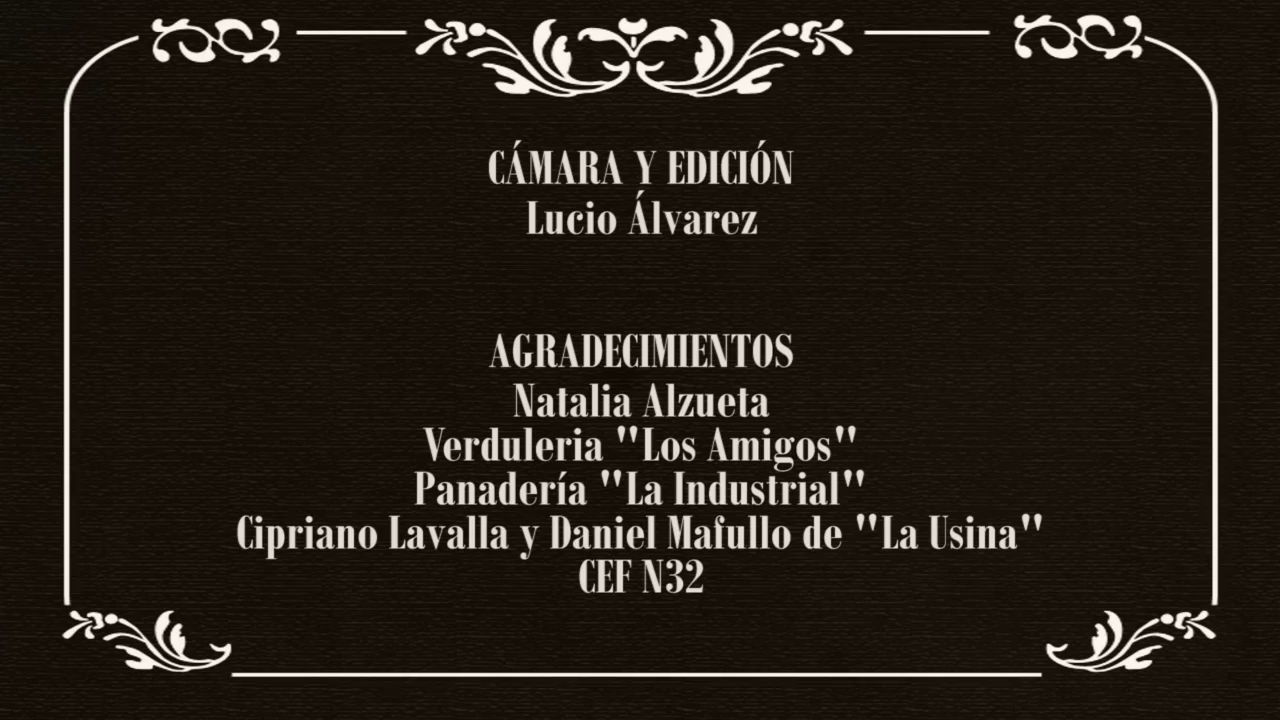 CÁMARA Y EDICIÓN
Lucio Álvarez
AGRADECIMIENTOS
Natalia Alzueta
Verduleria "Los Amigos"
Panadería "La Industrial"
Cipriano Lavalla y Daniel Mafullo de "La Usina"
CEF N32